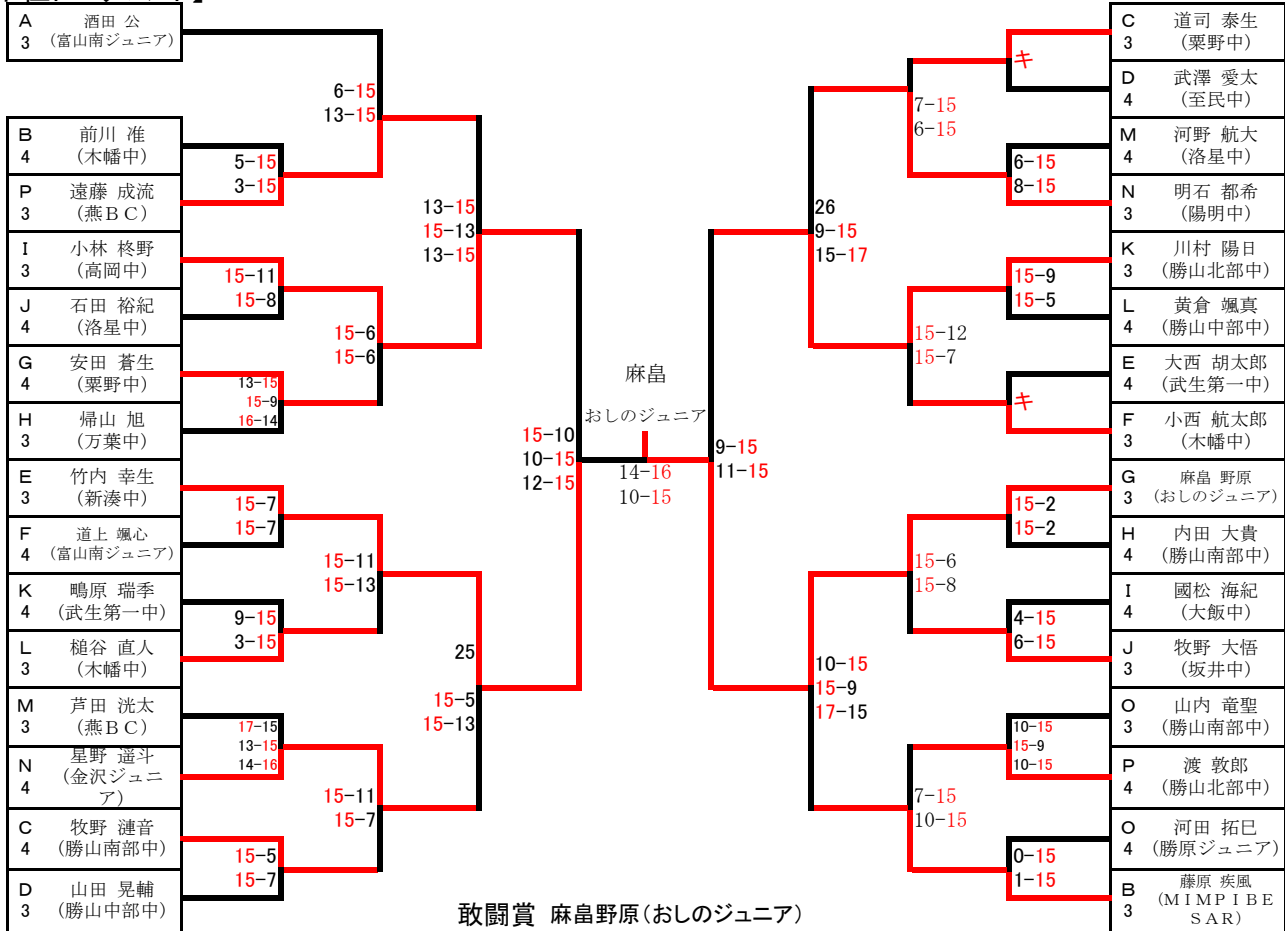 A 酒田 公
3 (富山南ジュニア)
6-15
13-15
B 前川 准
4 (木幡中)
5-15
3-15
P 遠藤 成流
3 (燕ＢＣ)
13-15
15-13
13-15
I 小林 柊野
3 (高岡中)
15-11
15-8
J 石田 裕紀
4 (洛星中)
15-6
15-6
G 安田 蒼生
4 (粟野中)
13-15
15-9
16-14
H 帰山 旭
3 (万葉中)
15-10
10-15
12-15
E 竹内 幸生
3 (新湊中)
15-7
15-7
F 道上 颯心
4 (富山南ジュニア)
15-11
15-13
K 鴫原 瑞季
4 (武生第一中)
9-15
3-15
L 槌谷 直人
3 (木幡中)
25
15-5
15-13
M 芦田 洸太
3 (燕ＢＣ)
17-15
13-15
14-16
N 星野 遥斗
4 (金沢ジュニ
ア)
15-11
15-7
C 牧野 漣音
4 (勝山南部中)
15-5
15-7
D 山田 晃輔
3 (勝山中部中)
麻畠
おしのジュニア
14-16
10-15
C 道司 泰生
3 (粟野中)
キ
D 武澤 愛太
4 (至民中)
7-15
6-15
M 河野 航大
4 (洛星中)
6-15
8-15
N 明石 都希
3 (陽明中)
26
9-15
15-17
K 川村 陽日
3 (勝山北部中)
15-9
15-5
L 黄倉 颯真
4 (勝山中部中)
15-12
15-7
E 大西 胡太郎
4 (武生第一中)
キ
F 小西 航太郎
3 (木幡中)
9-15
11-15
G 麻畠 野原
3 (おしのジュニア)
15-2
15-2
H 内田 大貴
4 (勝山南部中)
15-6
15-8
I 國松 海紀
4 (大飯中)
4-15
6-15
J 牧野 大悟
3 (坂井中)
10-15
15-9
17-15
O 山内 竜聖
3 (勝山南部中)
10-15
15-9
10-15
P 渡 敦郎
4 (勝山北部中)
7-15
10-15
O 河田 拓巳
4 (勝原ジュニア)
0-15
1-15
B 藤原 疾風
3 (ＭＩＭＰＩＢＥ
ＳＡＲ)
敢闘賞 麻畠野原(おしのジュニア)